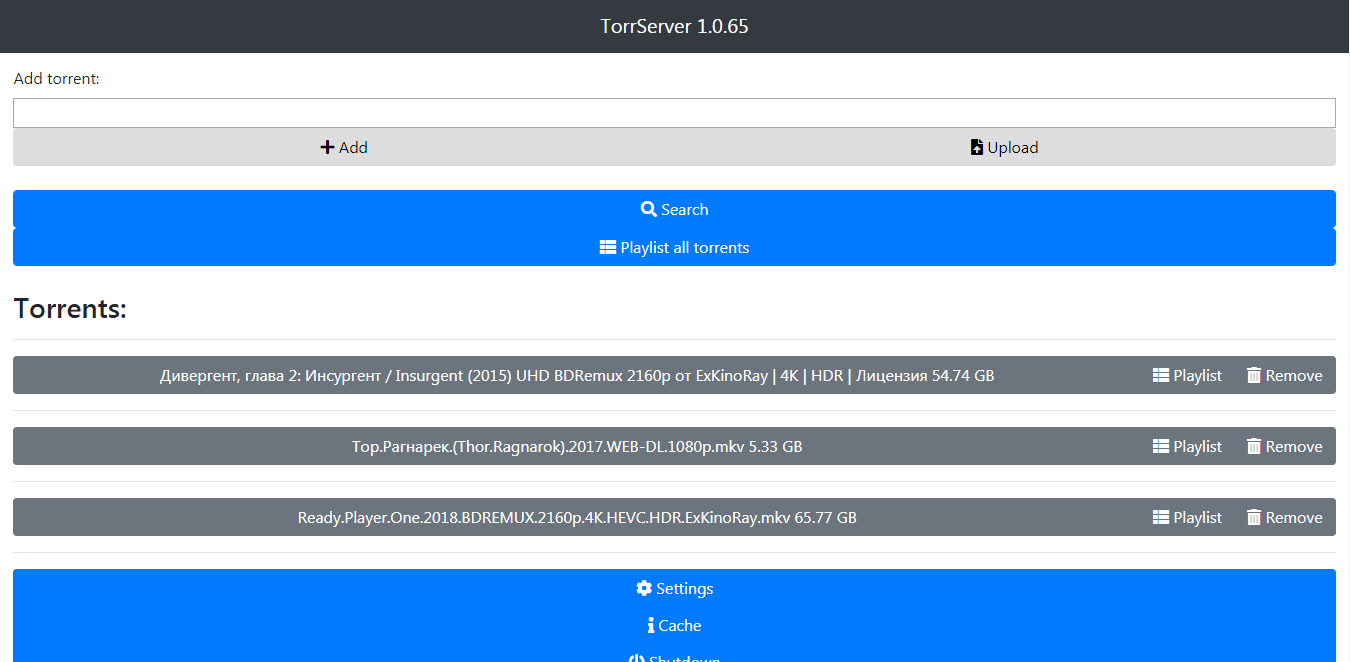 TorrServer 1.0.65
Add torrent:
Add
Upload
Search
Playlist all torrents
Torrents:
Дивергент, глава 2: Инсургент / Insurgent (2015) UHD BDRemux 2160p от ExKinoRay | 4K | HDR | Лицензия 54.74 GB Playlist Remove
Тор.Рагнарек.(Thor.Ragnarok).2017.WEB-DL.1080p.mkv 5.33 GB Playlist Remove
Ready.Player.One.2018.BDREMUX.2160p.4K.HEVC.HDR.ExKinoRay.mkv 65.77 GB Playlist Remove
Settings
Cache
Shutdown